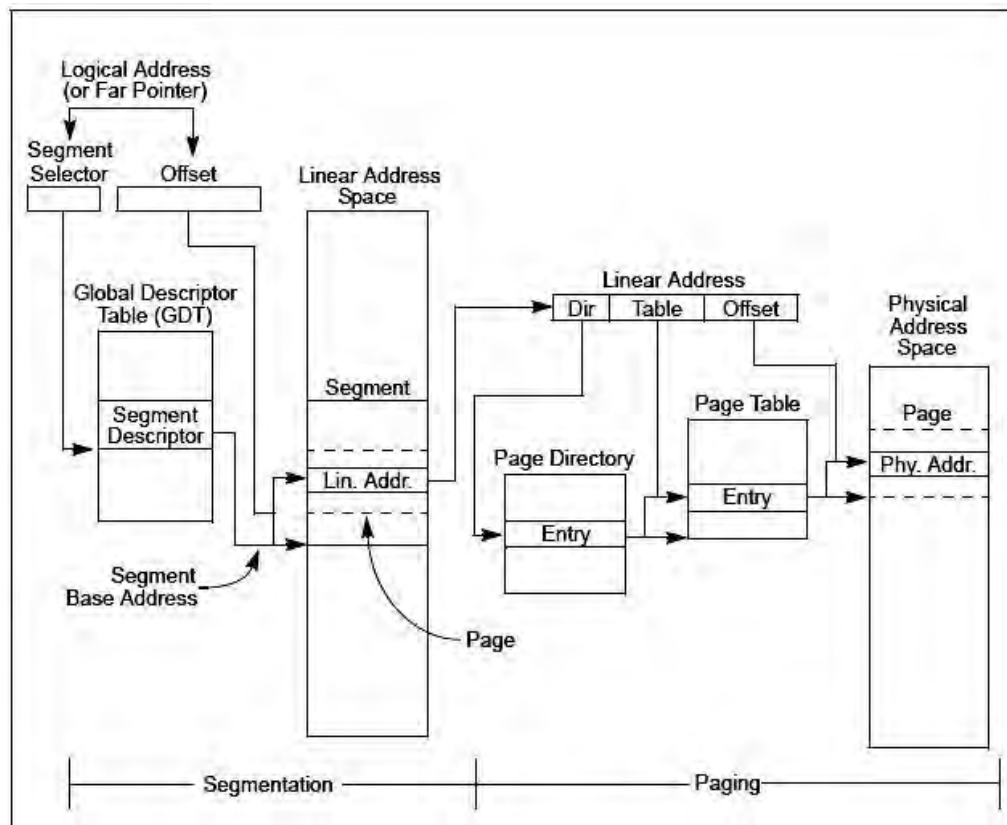 Logical Address
(or Far Pointer)
Segment
Selector
Offset
Linear Address
Space
Global Descriptor
Table (GDT)
Segment
Descriptor
Segment
Lin. Addr.
Segment
Base Address
Page
Linear Address
Dir
Table
Offset
Physical
Address
Space
Page Directory
Entry
Page Table
Entry
Page
Phy. Addr.
Segmentation
Paging